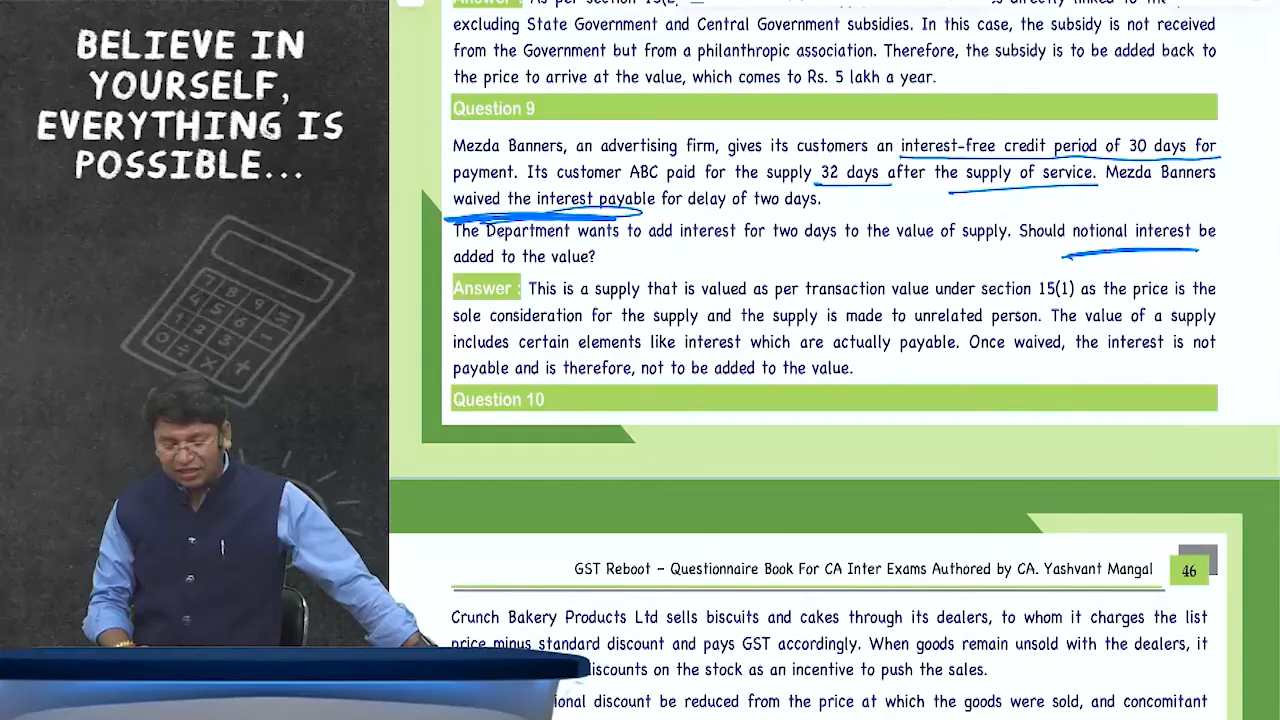 BELIEVE IN
YOURSELF,
EVERYTHING IS
POSSIBLE...
excluding State Government and Central Government subsidies. In this case, the subsidy is not received
from the Government but from a philanthropic association. Therefore, the subsidy is to be added back to
the price to arrive at the value, which comes to Rs. 5 lakh a year.
Question 9
Mezda Banners, an advertising firm, gives its customers an interest-free credit period of 30 days for
payment. Its customer ABC paid for the supply 32 days after the supply of service. Mezda Banners
waived the interest payable for delay of two days.
The Department wants to add interest for two days to the value of supply. Should notional interest be
added to the value?
Answer : This is a supply that is valued as per transaction value under section 15(1) as the price is the
sole consideration for the supply and the supply is made to unrelated person. The value of a supply
includes certain elements like interest which are actually payable. Once waived, the interest is not
payable and is therefore, not to be added to the value.
Question 10
GST Reboot – Questionnaire Book For CA Inter Exams Authored by CA. Yashvant Mangal 46
Crunch Bakery Products Ltd sells biscuits and cakes through its dealers, to whom it charges the list
price minus standard discount and pays GST accordingly. When goods remain unsold with the dealers, it
discounts on the stock as an incentive to push the sales.
discount be reduced from the price at which the goods were sold, and concomitant